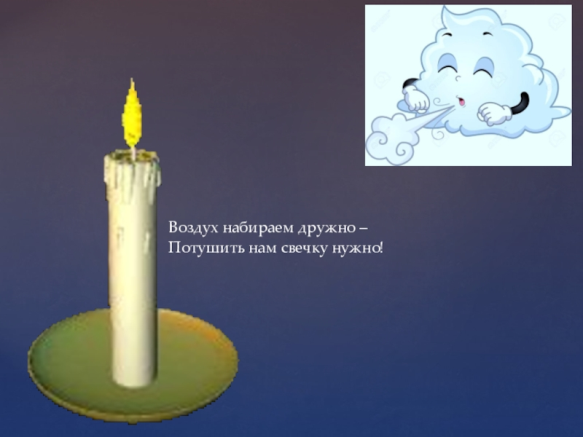 Воздух набираем дружно –
Потушить нам свечку нужно!